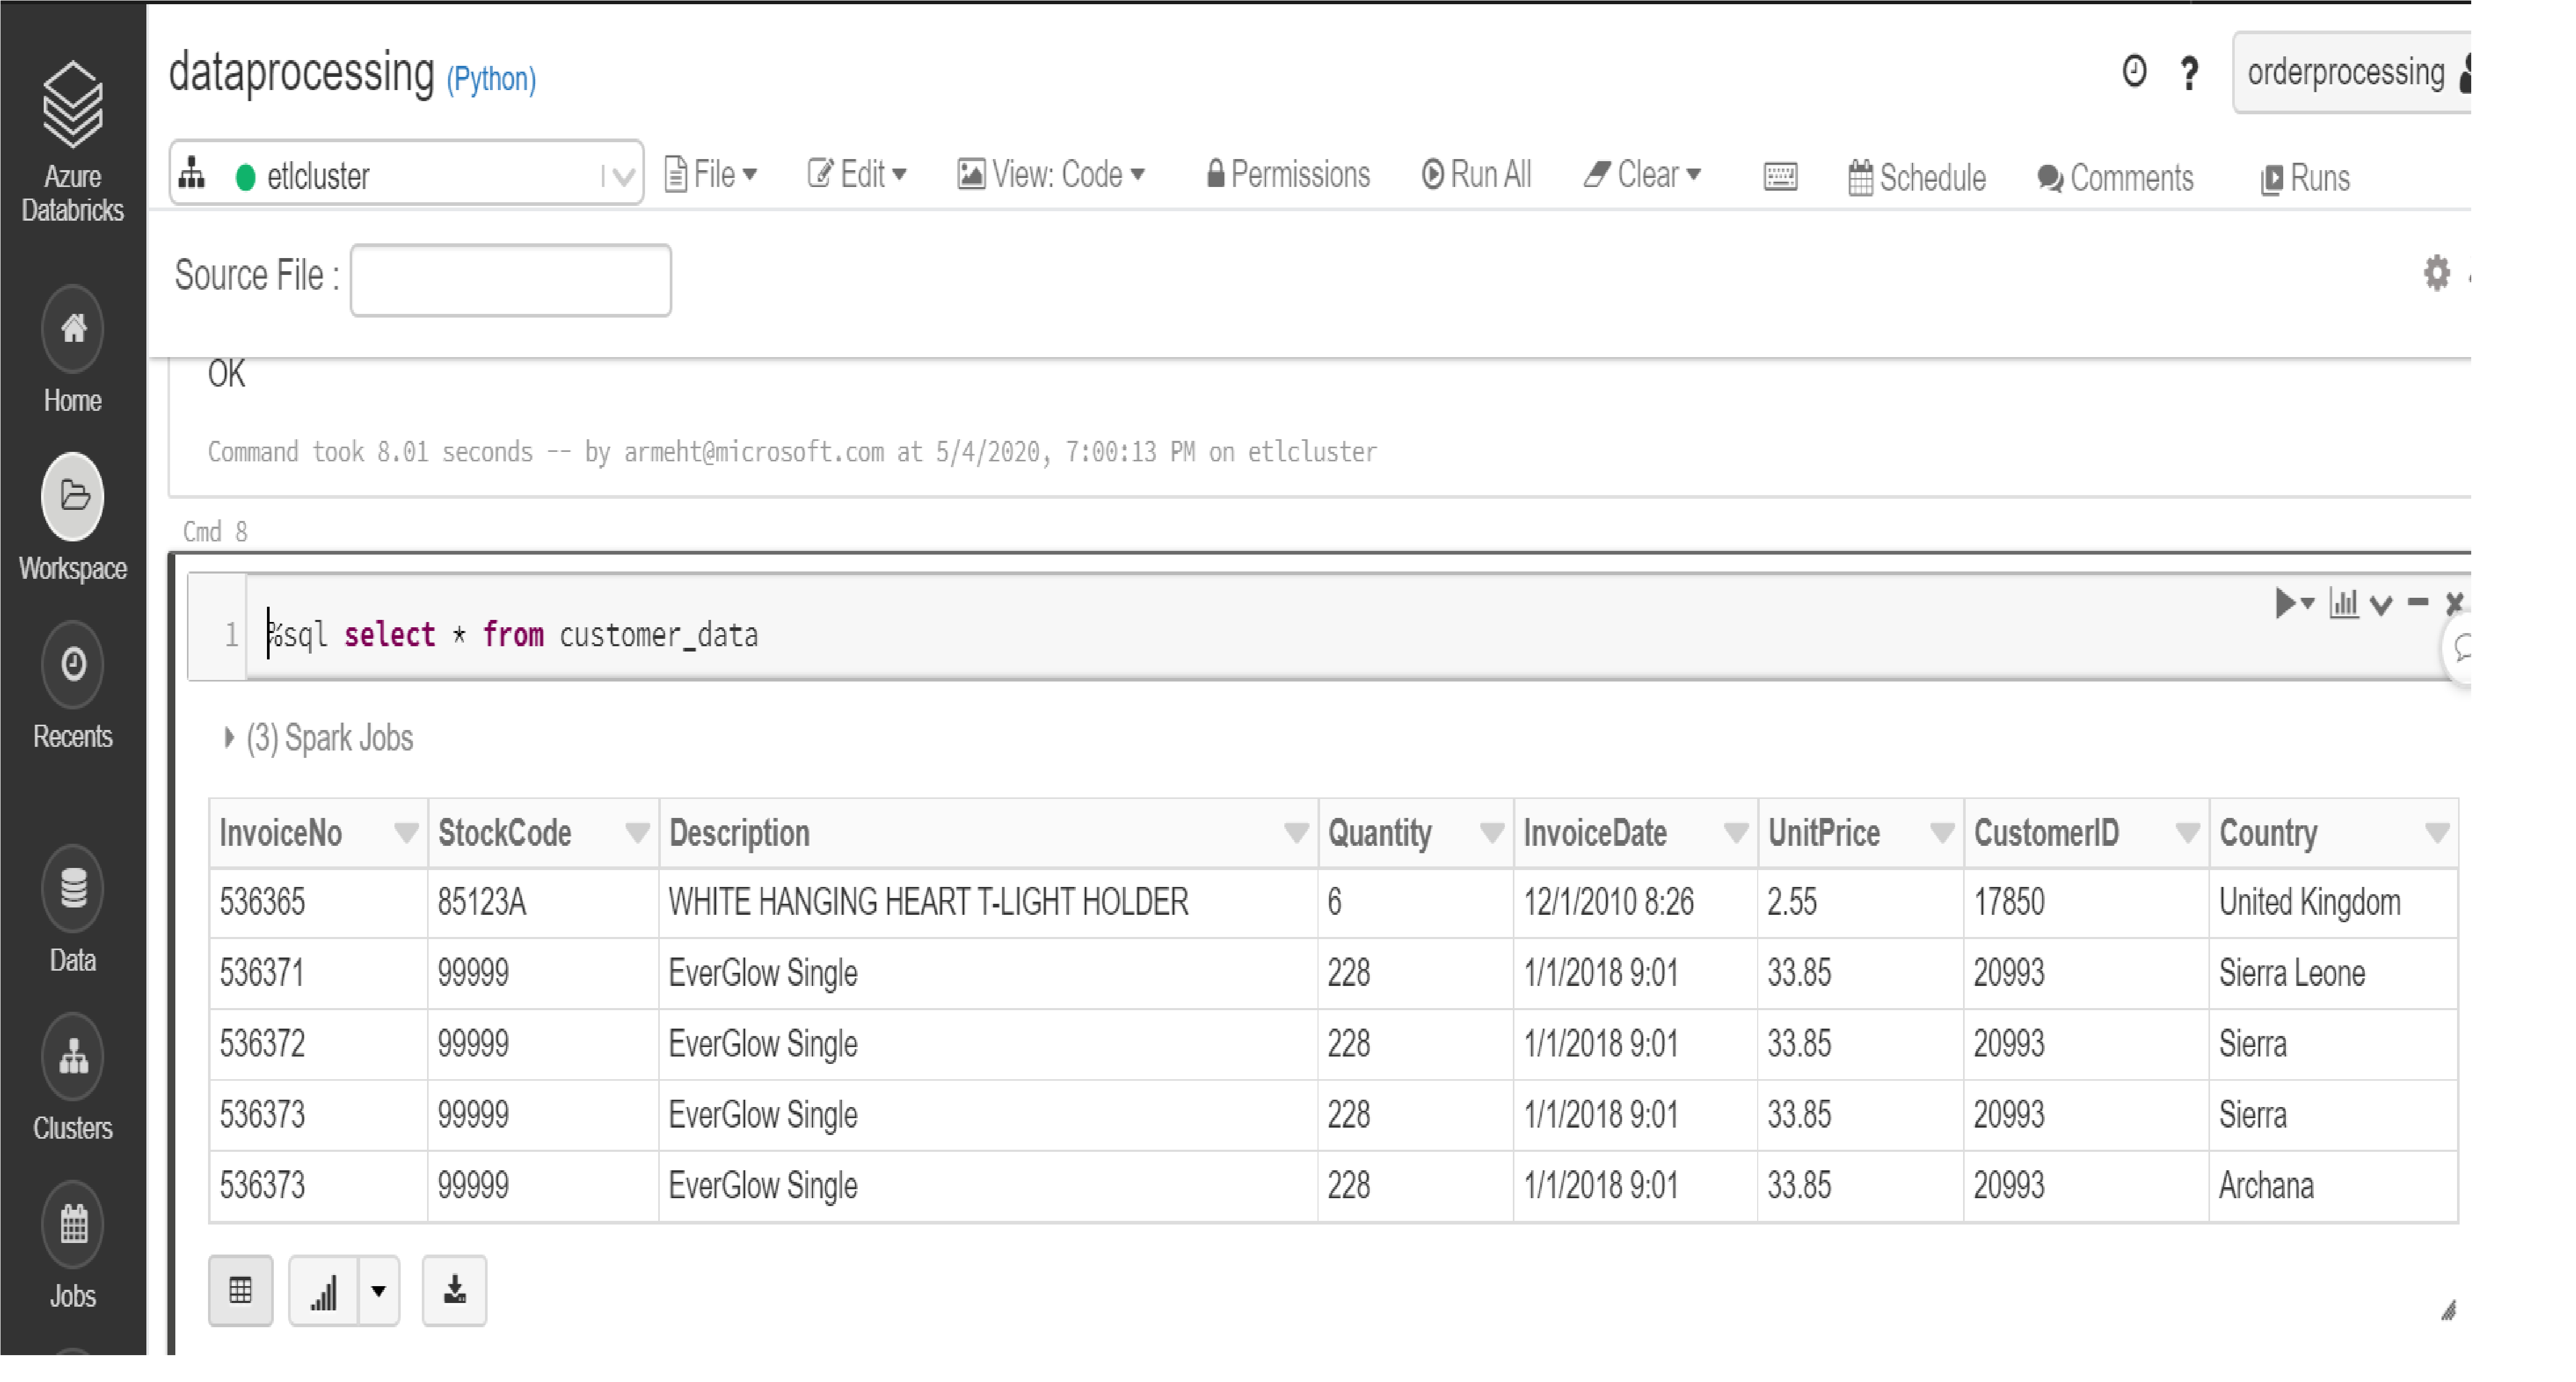 dataprocessing (Python)
? orderprocessing
Azure
Databricks
etlcluster File Edit View: Code Permissions Run All Clear Schedule Comments Runs
Source File :
Home
OK
Command took 8.01 seconds -- by armeht@microsoft.com at 5/4/2020, 7:00:13 PM on etlcluster
Cmd 8
Workspace
1 %sql select * from customer_data
Recents
(3) Spark Jobs
InvoiceNo StockCode Description Quantity InvoiceDate UnitPrice CustomerID Country
536365 85123A WHITE HANGING HEART T-LIGHT HOLDER 6 12/1/2010 8:26 2.55 17850 United Kingdom
536371 99999 EverGlow Single 228 1/1/2018 9:01 33.85 20993 Sierra Leone
536372 99999 EverGlow Single 228 1/1/2018 9:01 33.85 20993 Sierra
536373 99999 EverGlow Single 228 1/1/2018 9:01 33.85 20993 Sierra
536373 99999 EverGlow Single 228 1/1/2018 9:01 33.85 20993 Archana
Data
Clusters
Jobs